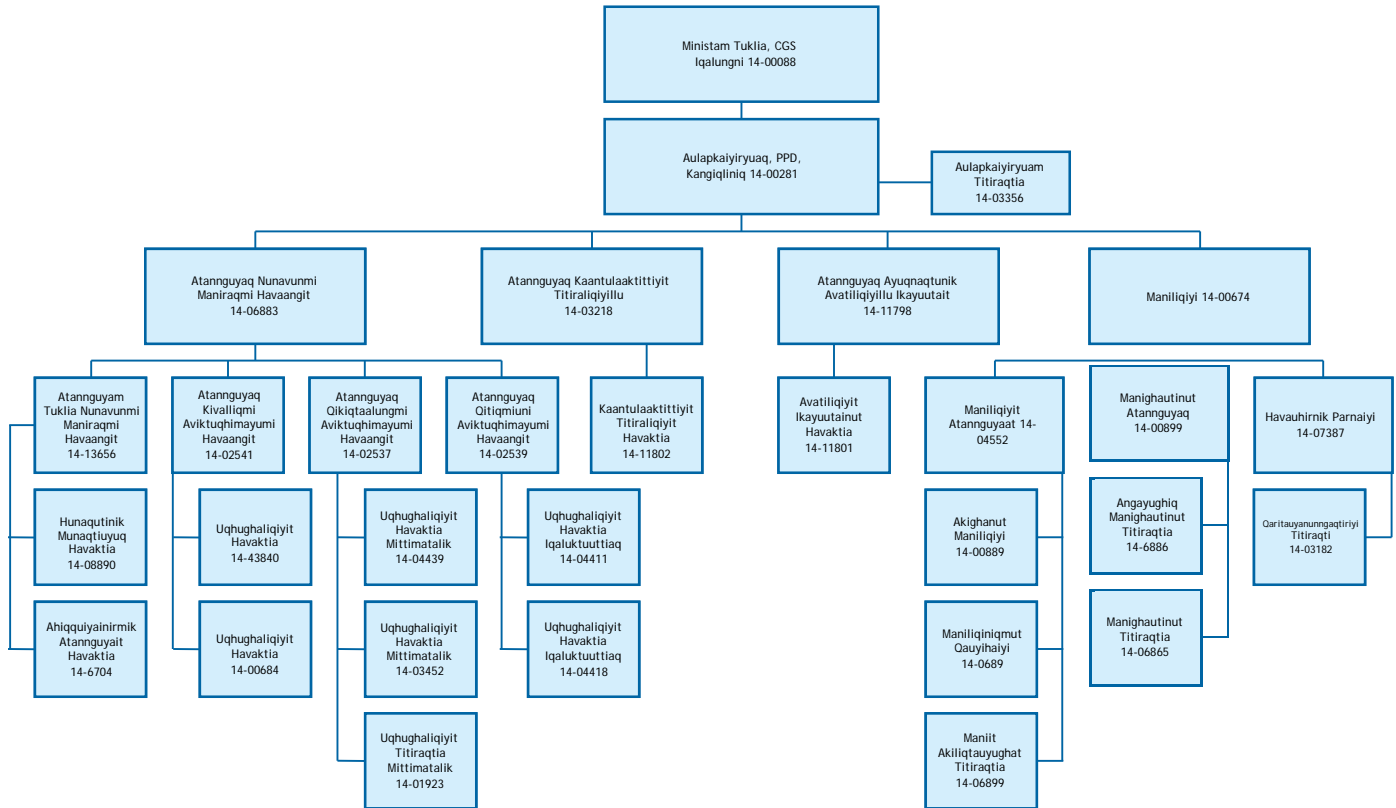 Ministam Tuklia, CGS
Iqalungni 14-00088
Aulapkaiyiryuaq, PPD,
Kangiqliniq 14-00281
Aulapkaiyiryuam
Titiraqtia
14-03356
Atannguyaq Nunavunmi
Maniraqmi Havaangit
14-06883
Atannguyaq Kaantulaaktittiyit
Titiraliqiyillu
14-03218
Atannguyaq Ayuqnaqtunik
Avatiliqiyillu Ikayuutait
14-11798
Maniliqiyi 14-00674
Atannguyam
Tuklia Nunavunmi
Maniraqmi
Havaangit
14-13656
Atannguyaq
Kivalliqmi
Aviktuqhimayumi
Havaangit
14-02541
Atannguyaq
Qikiqtaalungmi
Aviktuqhimayumi
Havaangit
14-02537
Atannguyaq
Qitiqmiuni
Aviktuqhimayumi
Havaangit
14-02539
Kaantulaaktittiyit
Titiraliqiyit
Havaktia
14-11802
Avatiliqiyit
Ikayuutainut
Havaktia
14-11801
Maniliqiyit
Atannguyaat 14-
04552
Manighautinut
Atannguyaq
14-00899
Havauhirnik Parnaiyi
14-07387
Hunaqutinik
Munaqtiuyuq
Havaktia
14-08890
Uqhughaliqiyit
Havaktia
14-43840
Uqhughaliqiyit
Havaktia
Mittimatalik
14-04439
Uqhughaliqiyit
Havaktia
Iqaluktuuttiaq
14-04411
Akighanut
Maniliqiyi
14-00889
Angayughiq
Manighautinut
Titiraqtia
14-6886
Qaritauyanunngaqtiriyi
Titiraqti
14-03182
Ahiqquiyainirmik
Atannguyait
Havaktia
14-6704
Uqhughaliqiyit
Havaktia
14-00684
Uqhughaliqiyit
Havaktia
Mittimatalik
14-03452
Uqhughaliqiyit
Havaktia
Iqaluktuuttiaq
14-04418
Maniliqiniqmut
Qauyihaiyi
14-0689
Manighautinut
Titiraqtia
14-06865
Uqhughaliqiyit
Titiraqtia
Mittimatalik
14-01923
Maniit
Akiliqtauyughat
Titiraqtia
14-06899